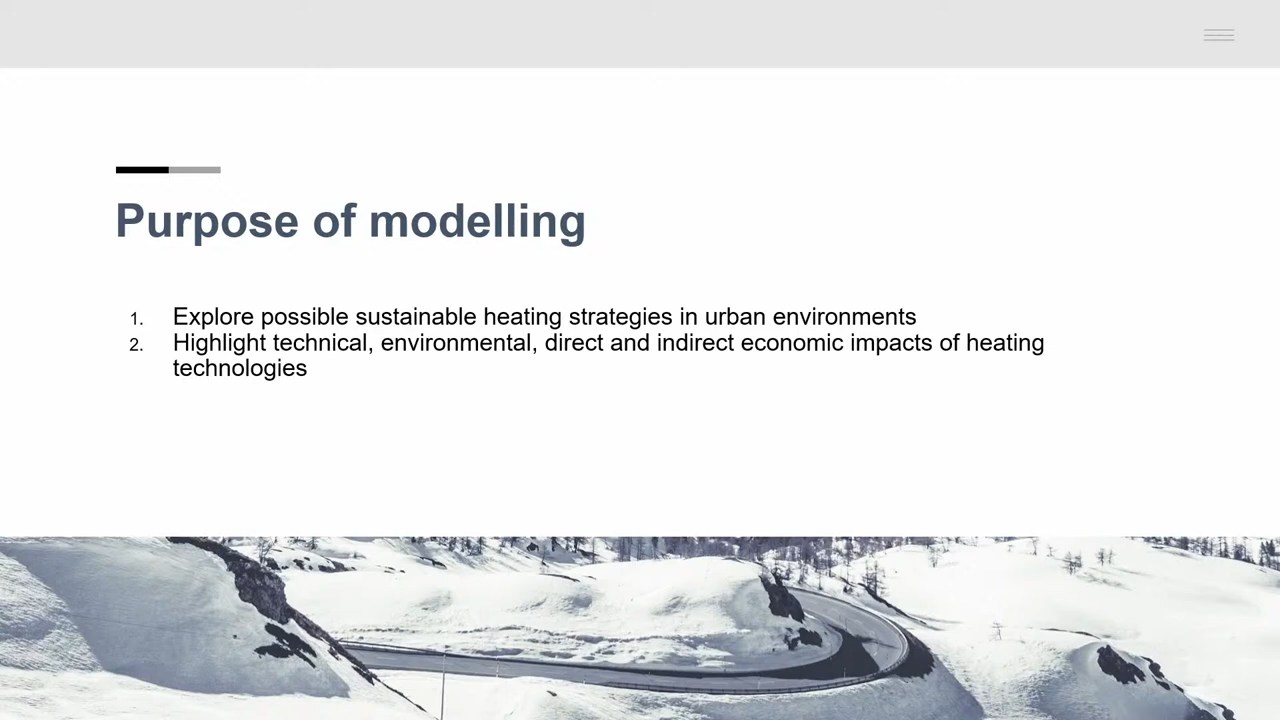 Purpose of modelling
1. Explore possible sustainable heating strategies in urban environments
2. Highlight technical, environmental, direct and indirect economic impacts of heating
technologies